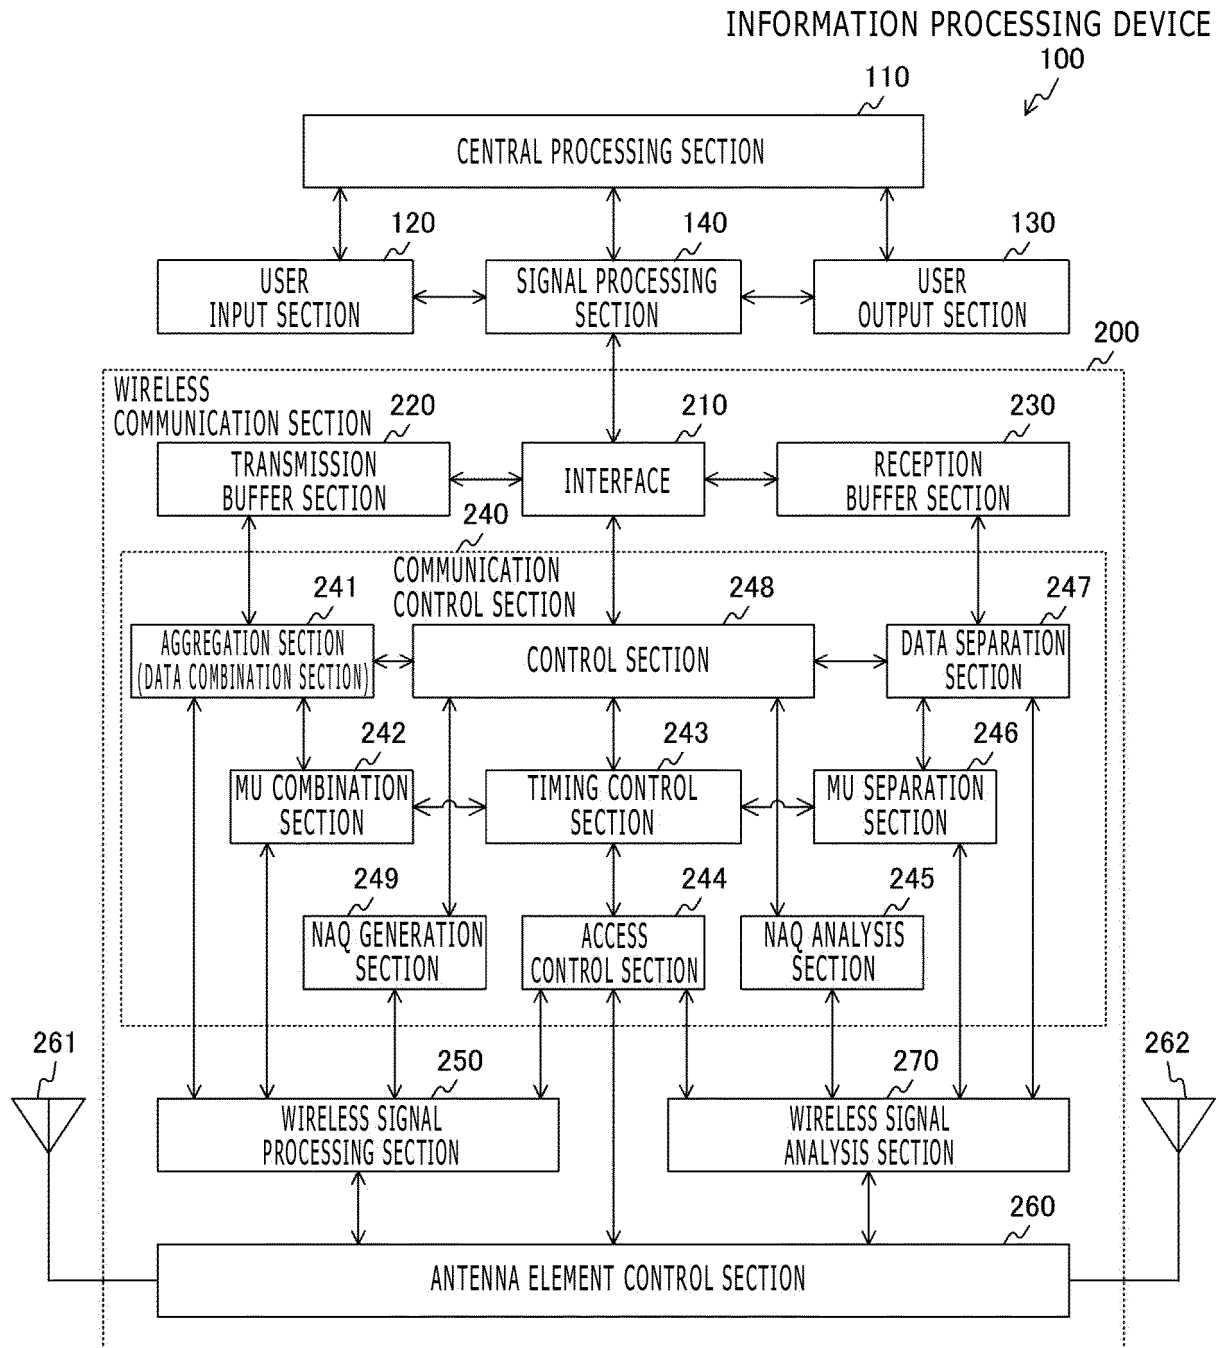 INFORMATION PROCESSING DEVICE
100
110
CENTRAL PROCESSING SECTION
120
140
130
USER
INPUT SECTION
SIGNAL PROCESSING
SECTION
USER
OUTPUT SECTION
200
WIRELESS
COMMUNICATION SECTION
220
210
230
TRANSMISSION
BUFFER SECTION
INTERFACE
RECEPTION
BUFFER SECTION
240
COMMUNICATION
CONTROL SECTION
241
248
247
AGGREGATION SECTION
(DATA COMBINATION SECTION)
CONTROL SECTION
DATA SEPARATION
SECTION
242
243
246
MU COMBINATION
SECTION
TIMING CONTROL
SECTION
MU SEPARATION
SECTION
249
244
245
NAQ GENERATION
SECTION
ACCESS
CONTROL SECTION
NAQ ANALYSIS
SECTION
261
250
270
262
WIRELESS SIGNAL
PROCESSING SECTION
WIRELESS SIGNAL
ANALYSIS SECTION
260
ANTENNA ELEMENT CONTROL SECTION